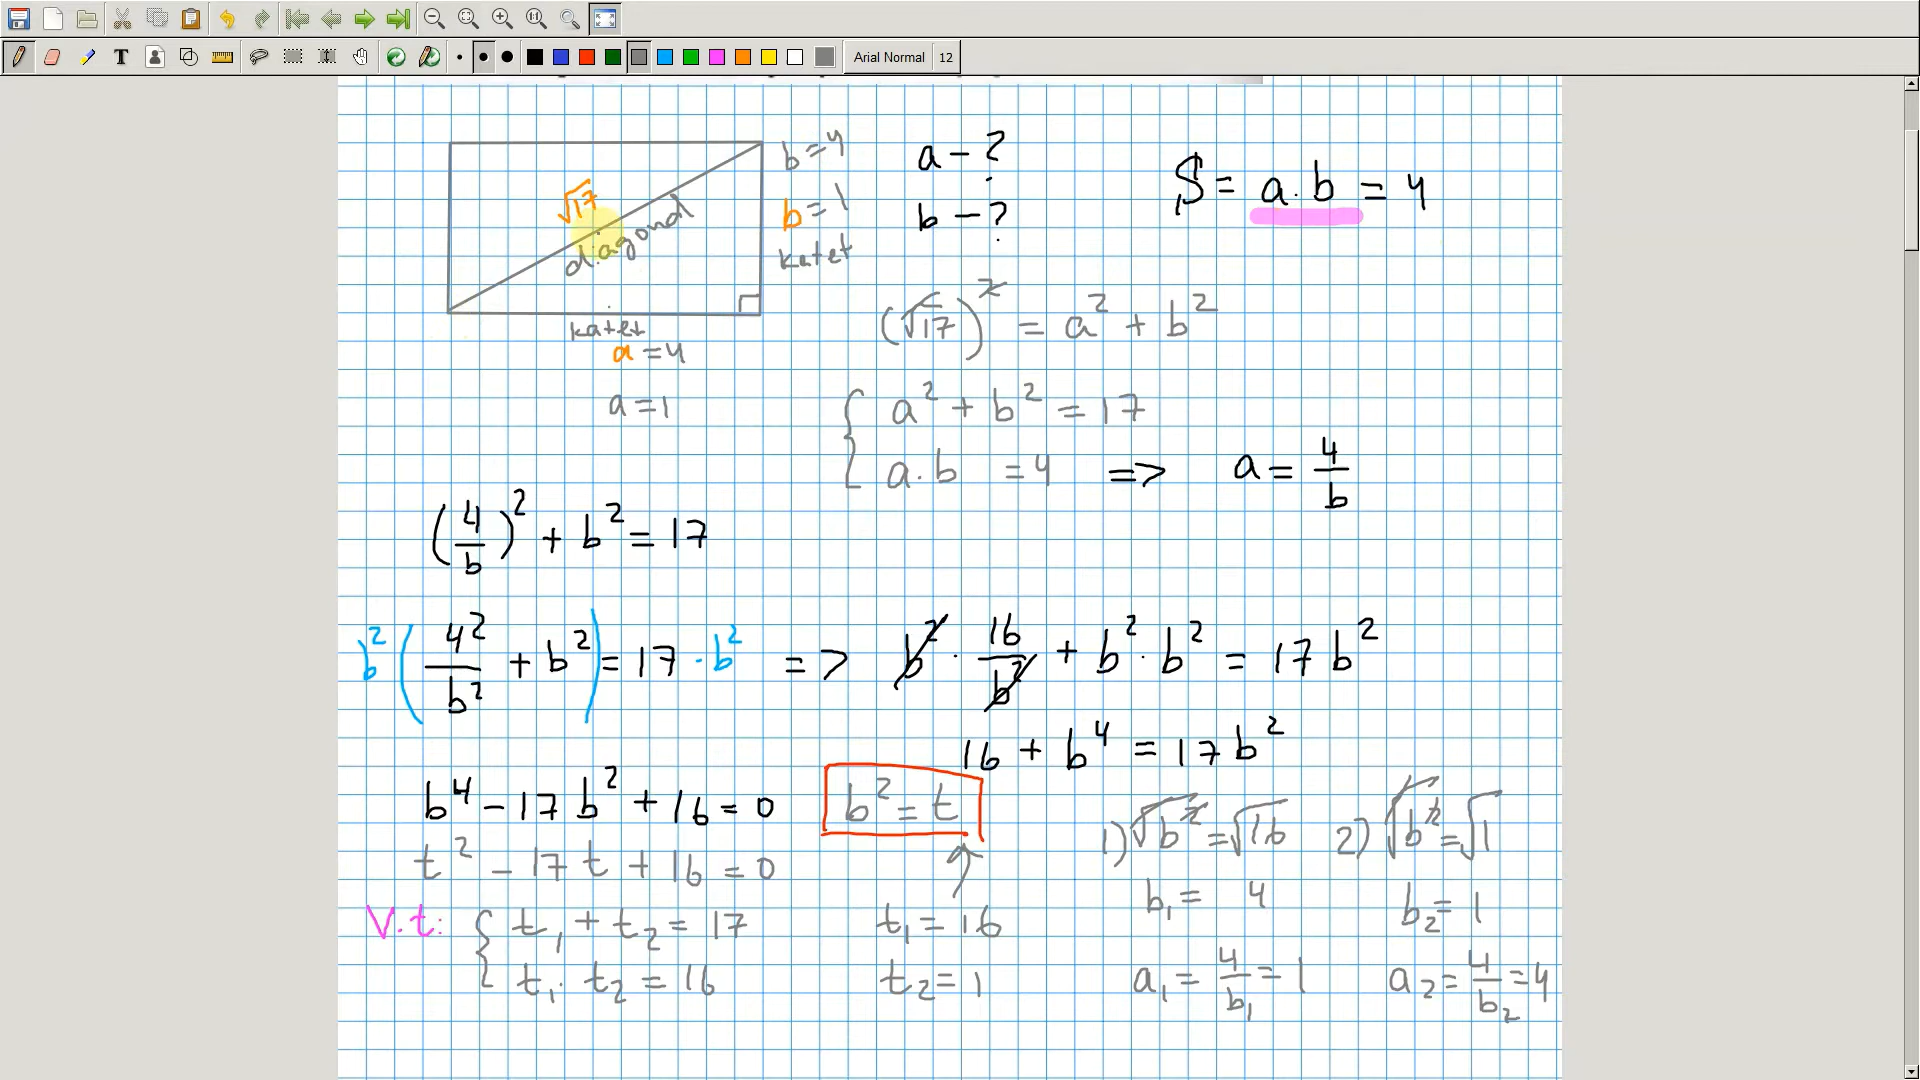 Arial Normal 12
b=4
√17
diagonal
b=1
katet
katet
a=4
a=1
a-?
b-?
S= a.b = 4
(√17)² = a² + b²
{ a² + b² = 17
a.b =4 => a= 4/b
(4/b)² + b² = 17
b² ( 4²/b² + b² ) = 17 · b² => b² · 16/b² + b² · b² = 17b²
16 + b⁴ = 17b²
b⁴ - 17b² + 16 = 0
b² = t
t² - 17t + 16 = 0
V.t: { t₁ + t₂ = 17
t₁ . t₂ = 16
t₁ = 16
t₂ = 1
1) √b² = √16
b₁ = 4
a₁ = 4/b₁ = 1
2) √b² = √1
b₂ = 1
a₂ = 4/b₂ = 4